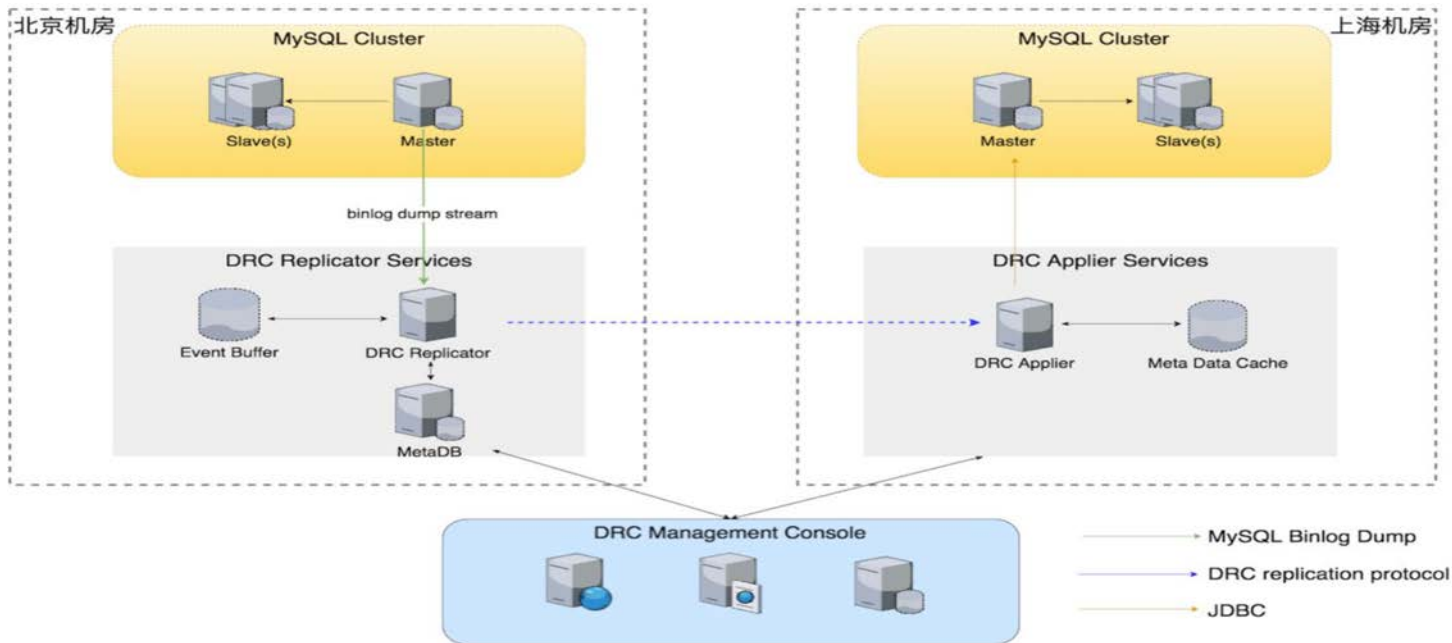 北京机房
MySQL Cluster
Slave(s)
Master
binlog dump stream
DRC Replicator Services
Event Buffer
DRC Replicator
MetaDB
上海机房
MySQL Cluster
Master
Slave(s)
DRC Applier Services
DRC Applier
Meta Data Cache
DRC Management Console
MySQL Binlog Dump
DRC replication protocol
JDBC